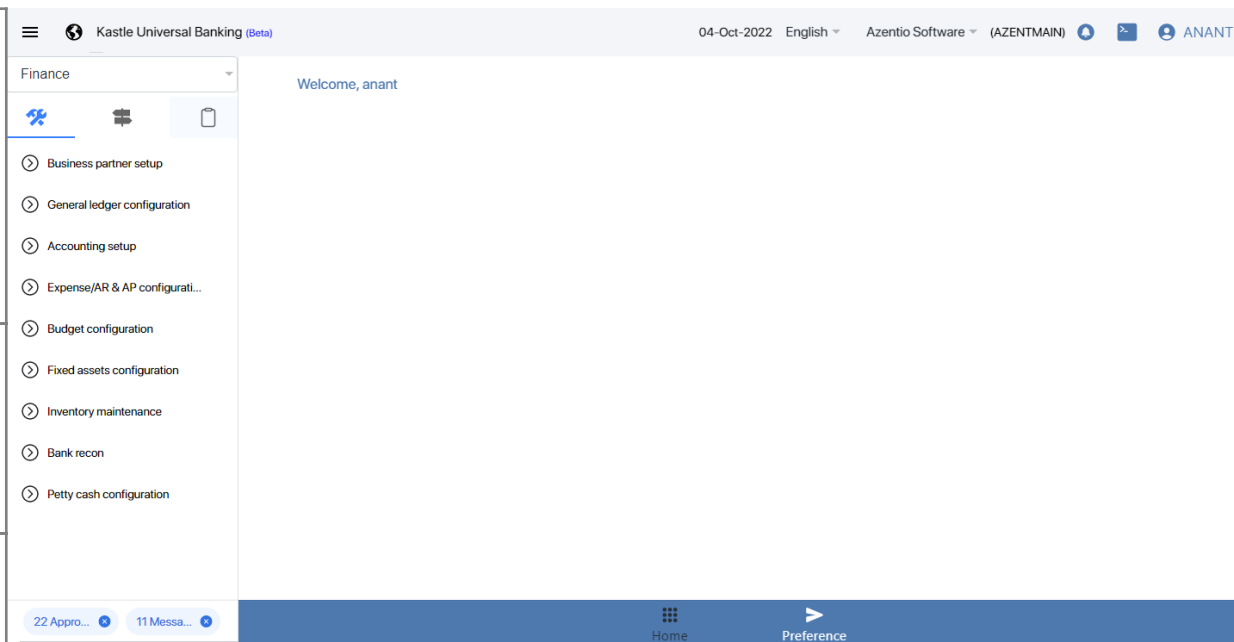 Kastle Universal Banking (Beta)
04-Oct-2022 English Azentio Software (AZENTMAIN) ANANT
Finance
Welcome, anant
Business partner setup
General ledger configuration
Accounting setup
Expense/AR & AP configurati...
Budget configuration
Fixed assets configuration
Inventory maintenance
Bank recon
Petty cash configuration
22 Appro... 11 Messa...
Home Preference